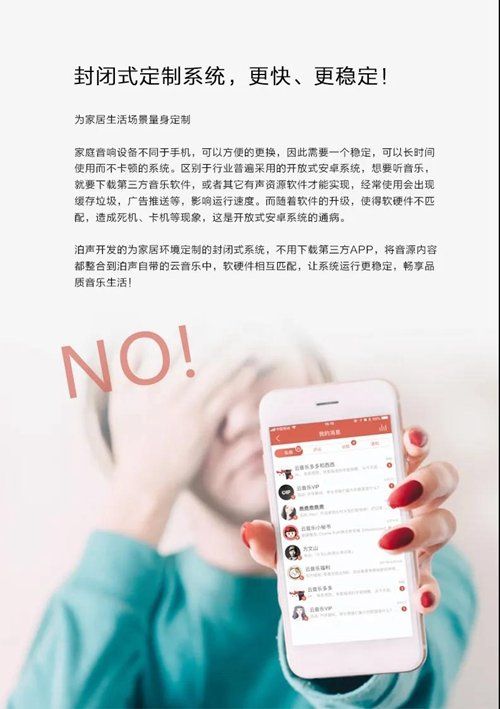 封闭式定制系统，更快、更稳定！
为家居生活场景量身定制
家庭音响设备不同于手机，可以方便的更换，因此需要一个稳定，可以长时间
使用而不卡顿的系统。区别于行业普遍采用的开放式安卓系统，想要听音乐，
就要下载第三方音乐软件，或者其它有声资源软件才能实现，经常使用会出现
缓存垃圾，广告推送等，影响运行速度。而随着软件的升级，使得软硬件不匹
配，造成死机、卡机等现象，这是开放式安卓系统的通病。
泊声开发的为家居环境定制的封闭式系统，不用下载第三方APP，将音源内容
都整合到泊声自带的云音乐中，软硬件相互匹配，让系统运行更稳定，畅享品
质音乐生活！
NO!
我的消息
私信
评论
通知
云音乐多多和西西
云音乐VIP
云音乐小秘书
方文山
云音乐福利
云音乐多多
云音乐VIP